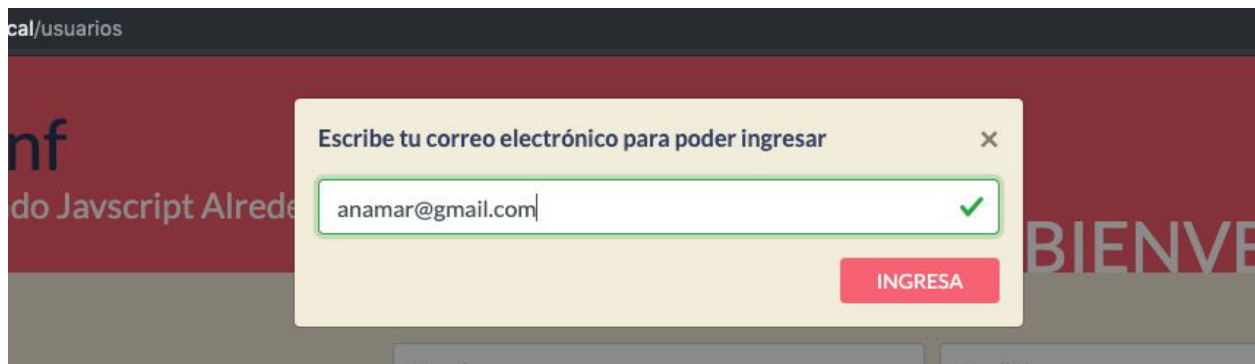 cal/usuarios
nf
do Javscript Alrede
Escribe tu correo electrónico para poder ingresar
anamar@gmail.com
INGRESA
BIENVE